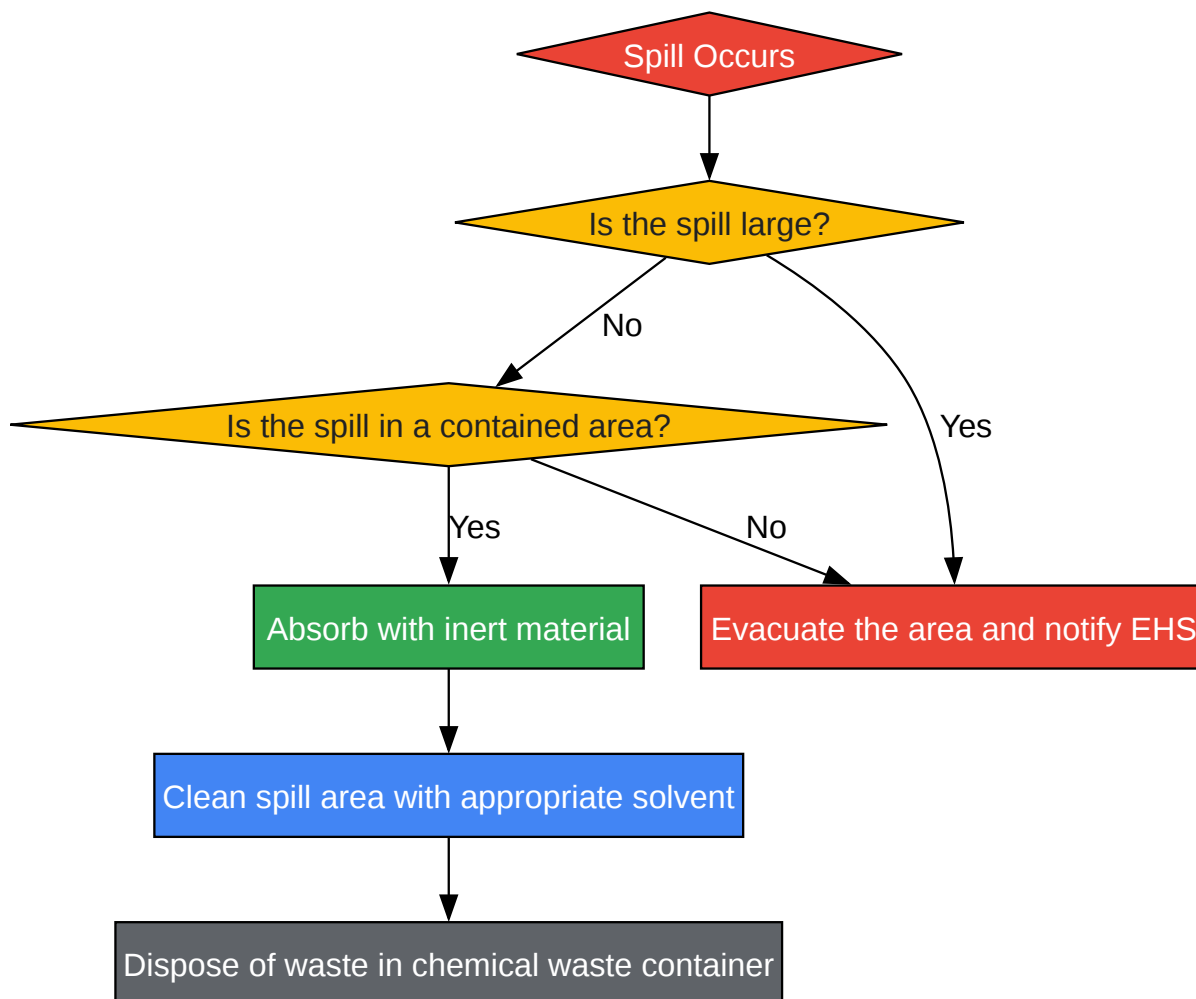 Spill Occurs
Is the spill large?
No
Is the spill in a contained area?
Yes
Yes
No
Absorb with inert material
Evacuate the area and notify EHS
Clean spill area with appropriate solvent
Dispose of waste in chemical waste container